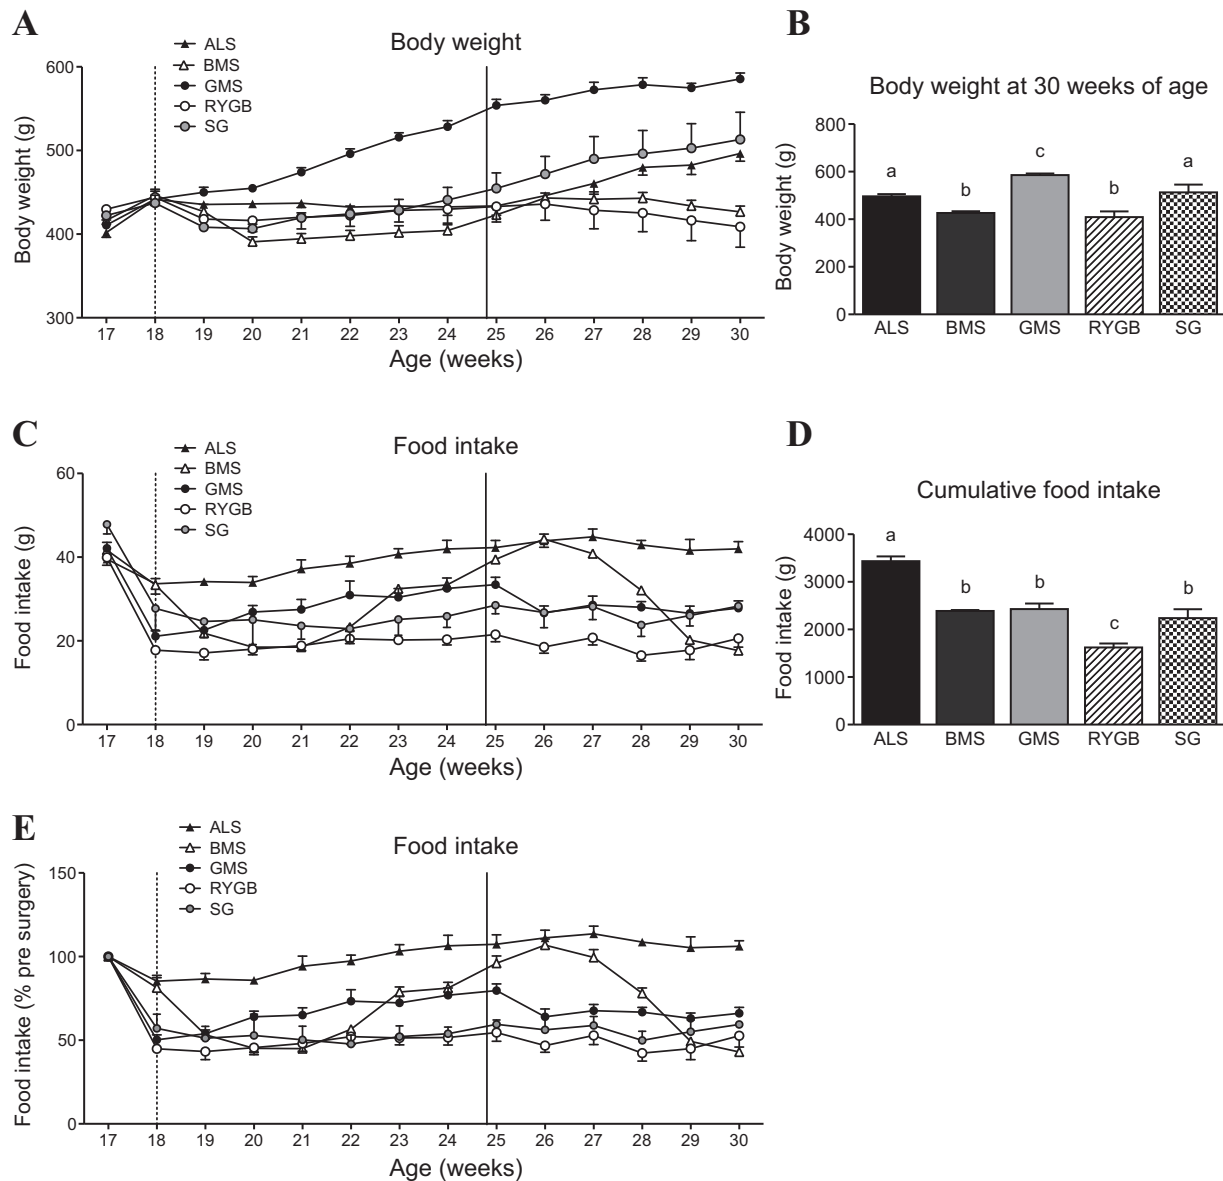 A
Body weight
ALS
BMS
GMS
RYGB
SG
Body weight (g)
600
500
400
300
17 18 19 20 21 22 23 24 25 26 27 28 29 30
Age (weeks)
B
Body weight at 30 weeks of age
Body weight (g)
800
600
400
200
0
a b c b a
ALS BMS GMS RYGB SG
C
Food intake
ALS
BMS
GMS
RYGB
SG
Food intake (g)
60
40
20
0
17 18 19 20 21 22 23 24 25 26 27 28 29 30
Age (weeks)
D
Cumulative food intake
Food intake (g)
4000
3000
2000
1000
0
a b b c b
ALS BMS GMS RYGB SG
E
Food intake
ALS
BMS
GMS
RYGB
SG
Food intake (% pre surgery)
150
100
50
0
17 18 19 20 21 22 23 24 25 26 27 28 29 30
Age (weeks)